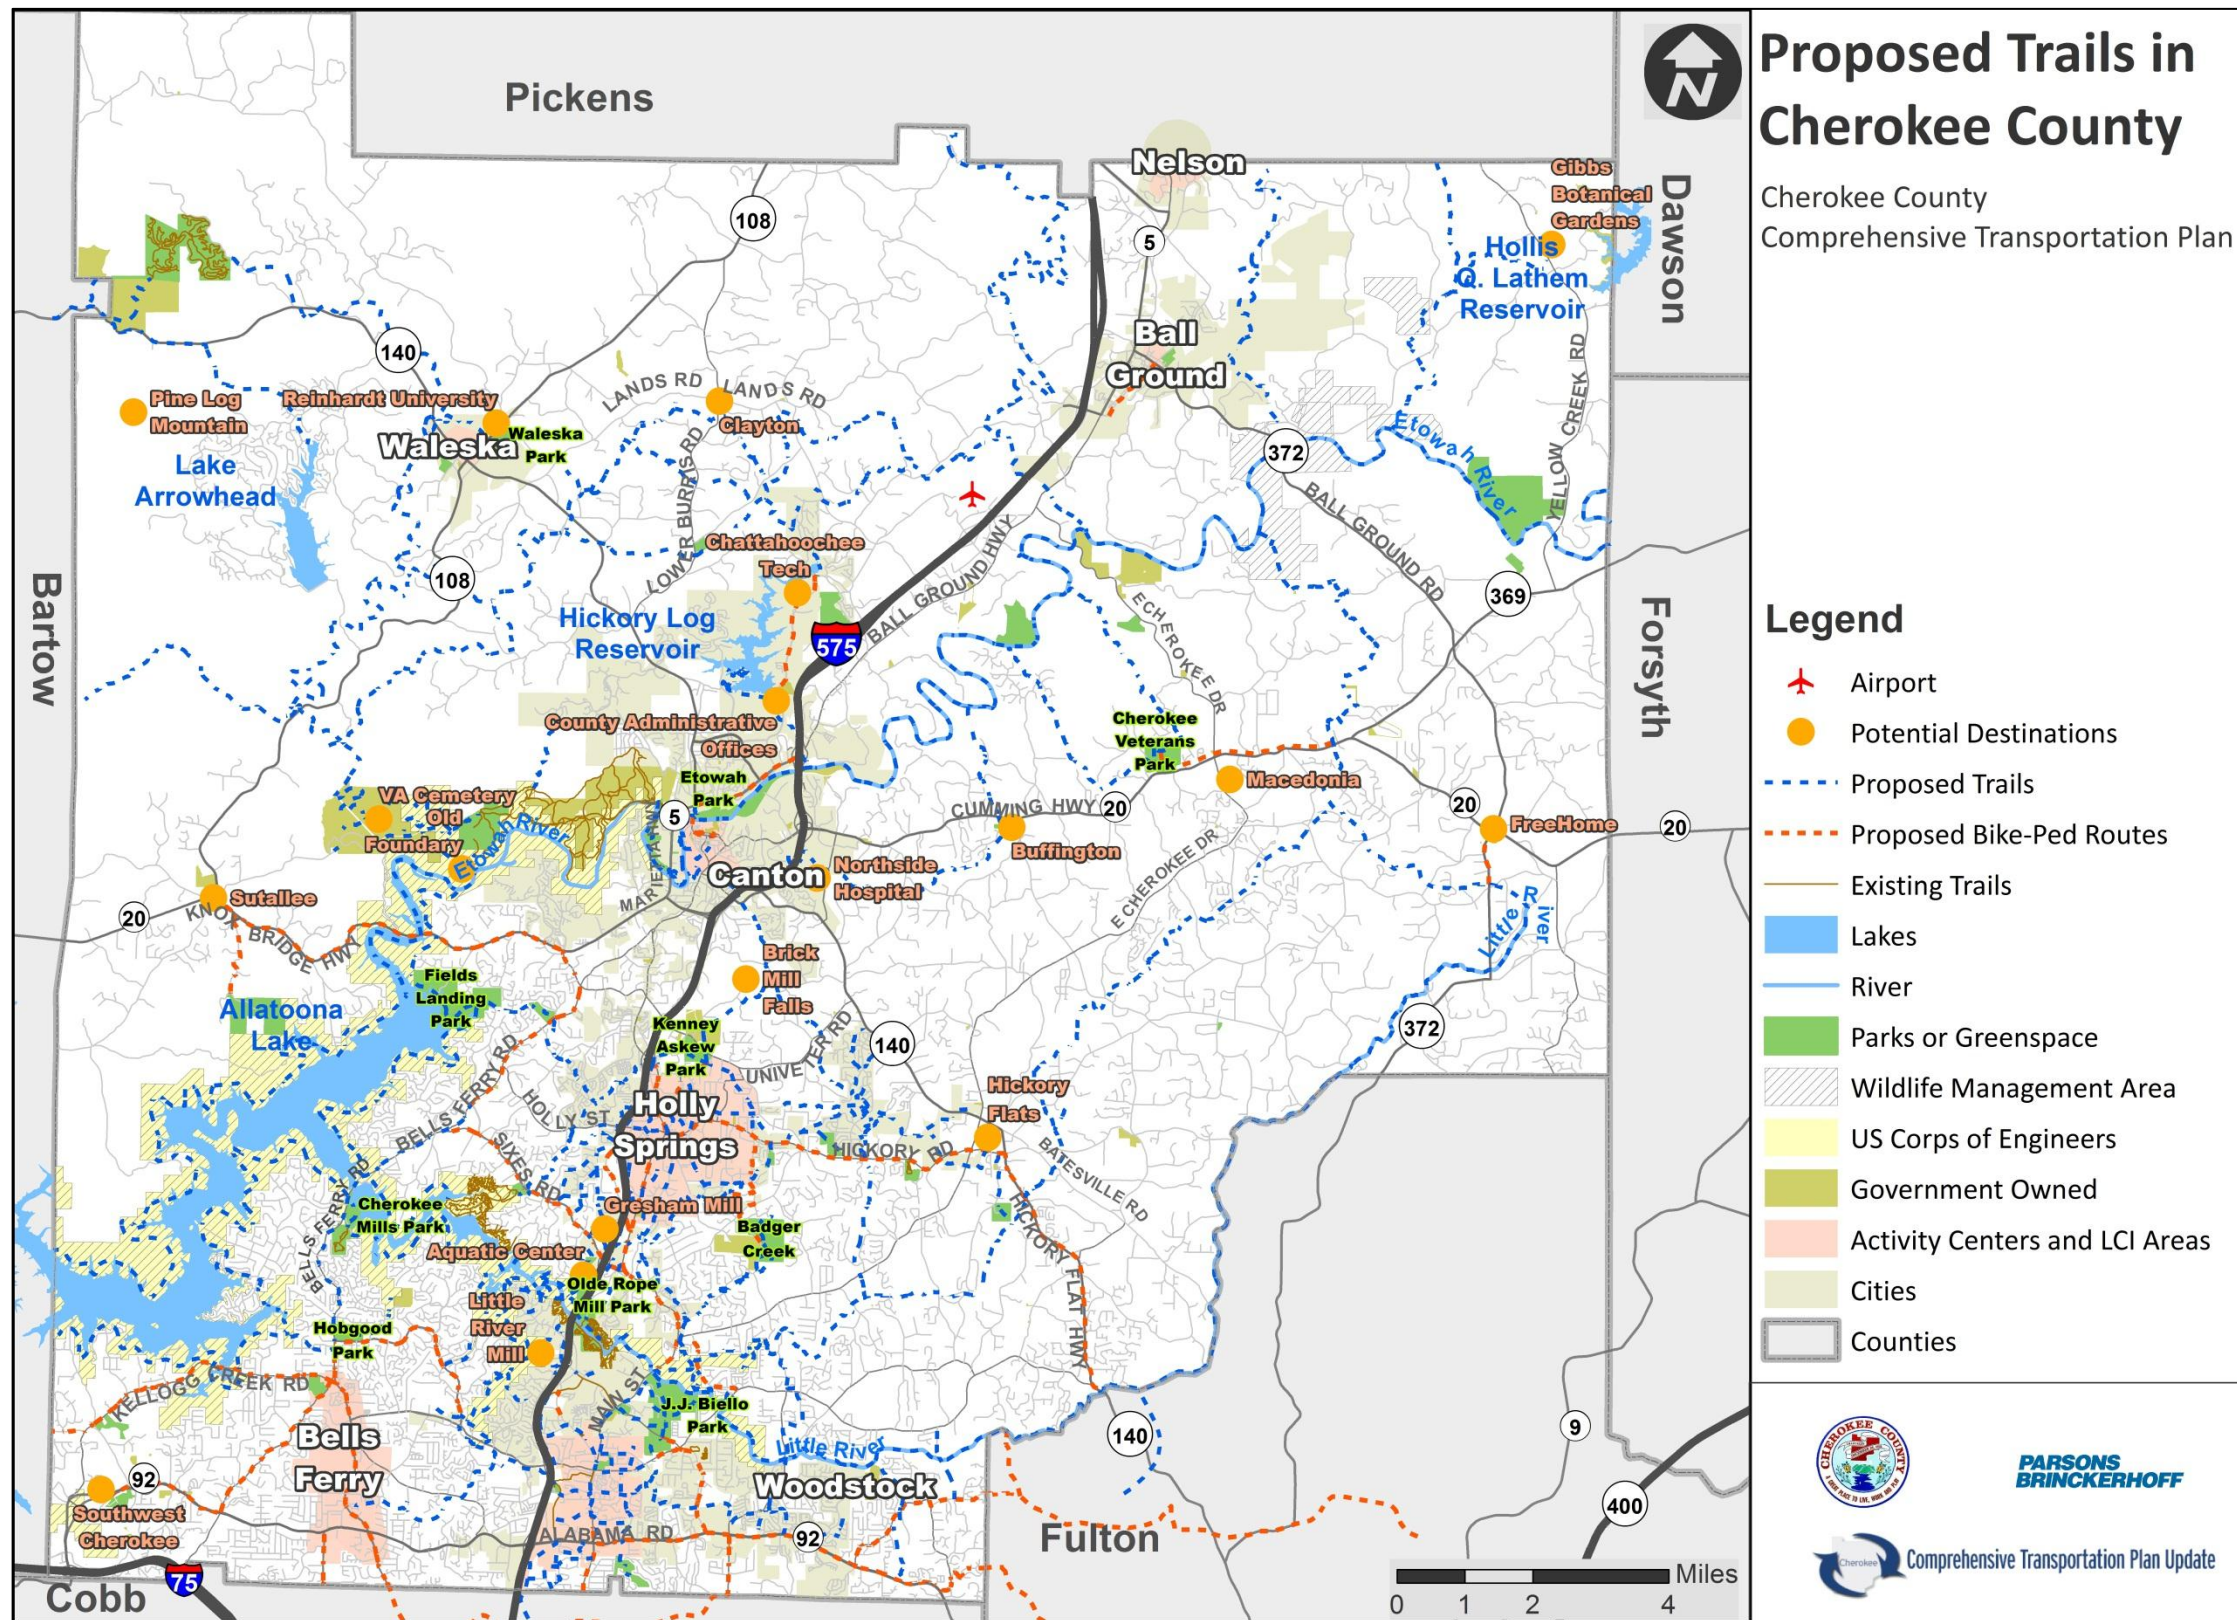 Proposed Trails in
Cherokee County
Cherokee County
Comprehensive Transportation Plan
N
Pickens
Dawson
Forsyth
Bartow
Fulton
Cobb
Nelson
Gibbs
Botanical
Gardens
Hollis
Q. Lathem
Reservoir
108
5
Ball
Ground
140
LANDS RD
LANDS RD
Pine Log
Mountain
Reinhardt University
Clayton
Waleska
Waleska
Park
Lake
Arrowhead
LOWER BURRIS RD
YELLOW CREEK RD
Etowah River
372
BALL GROUND RD
Chattahoochee
Tech
108
BALL GROUND HWY
369
Hickory Log
Reservoir
575
E CHEROKEE DR
County Administrative
Offices
Cherokee
Veterans
Park
Etowah
Park
Macedonia
VA Cemetery
Old
Foundary
Etowah River
5
CUMMING HWY
20
20
20
FreeHome
Buffington
MARIETTA HWY
Canton
Northside
Hospital
E CHEROKEE DR
Sutallee
20
KNOX BRIDGE HWY
Little River
Brick
Mill
Falls
Fields
Landing
Park
Allatoona
Lake
Kenney
Askew
Park
UNIVETER RD
140
372
BELLS FERRY RD
HOLLY ST
Holly
Springs
Hickory
Flats
SIXES RD
HICKORY RD
BATESVILLE RD
BELLS FERRY RD
Cherokee
Mills Park
Gresham Mill
Badger
Creek
HICKORY FLAT HWY
Aquatic Center
Olde Rope
Mill Park
Little
River
Mill
Hobgood
Park
KELLOGG CREEK RD
MAIN ST
J.J. Biello
Park
Bells
Ferry
Little River
140
9
Woodstock
92
Southwest
Cherokee
ALABAMA RD
92
400
75
Miles
0 1 2 4
Legend
Airport
Potential Destinations
Proposed Trails
Proposed Bike-Ped Routes
Existing Trails
Lakes
River
Parks or Greenspace
Wildlife Management Area
US Corps of Engineers
Government Owned
Activity Centers and LCI Areas
Cities
Counties
CHEROKEE COUNTY
PARSONS
BRINCKERHOFF
Cherokee
Comprehensive Transportation Plan Update